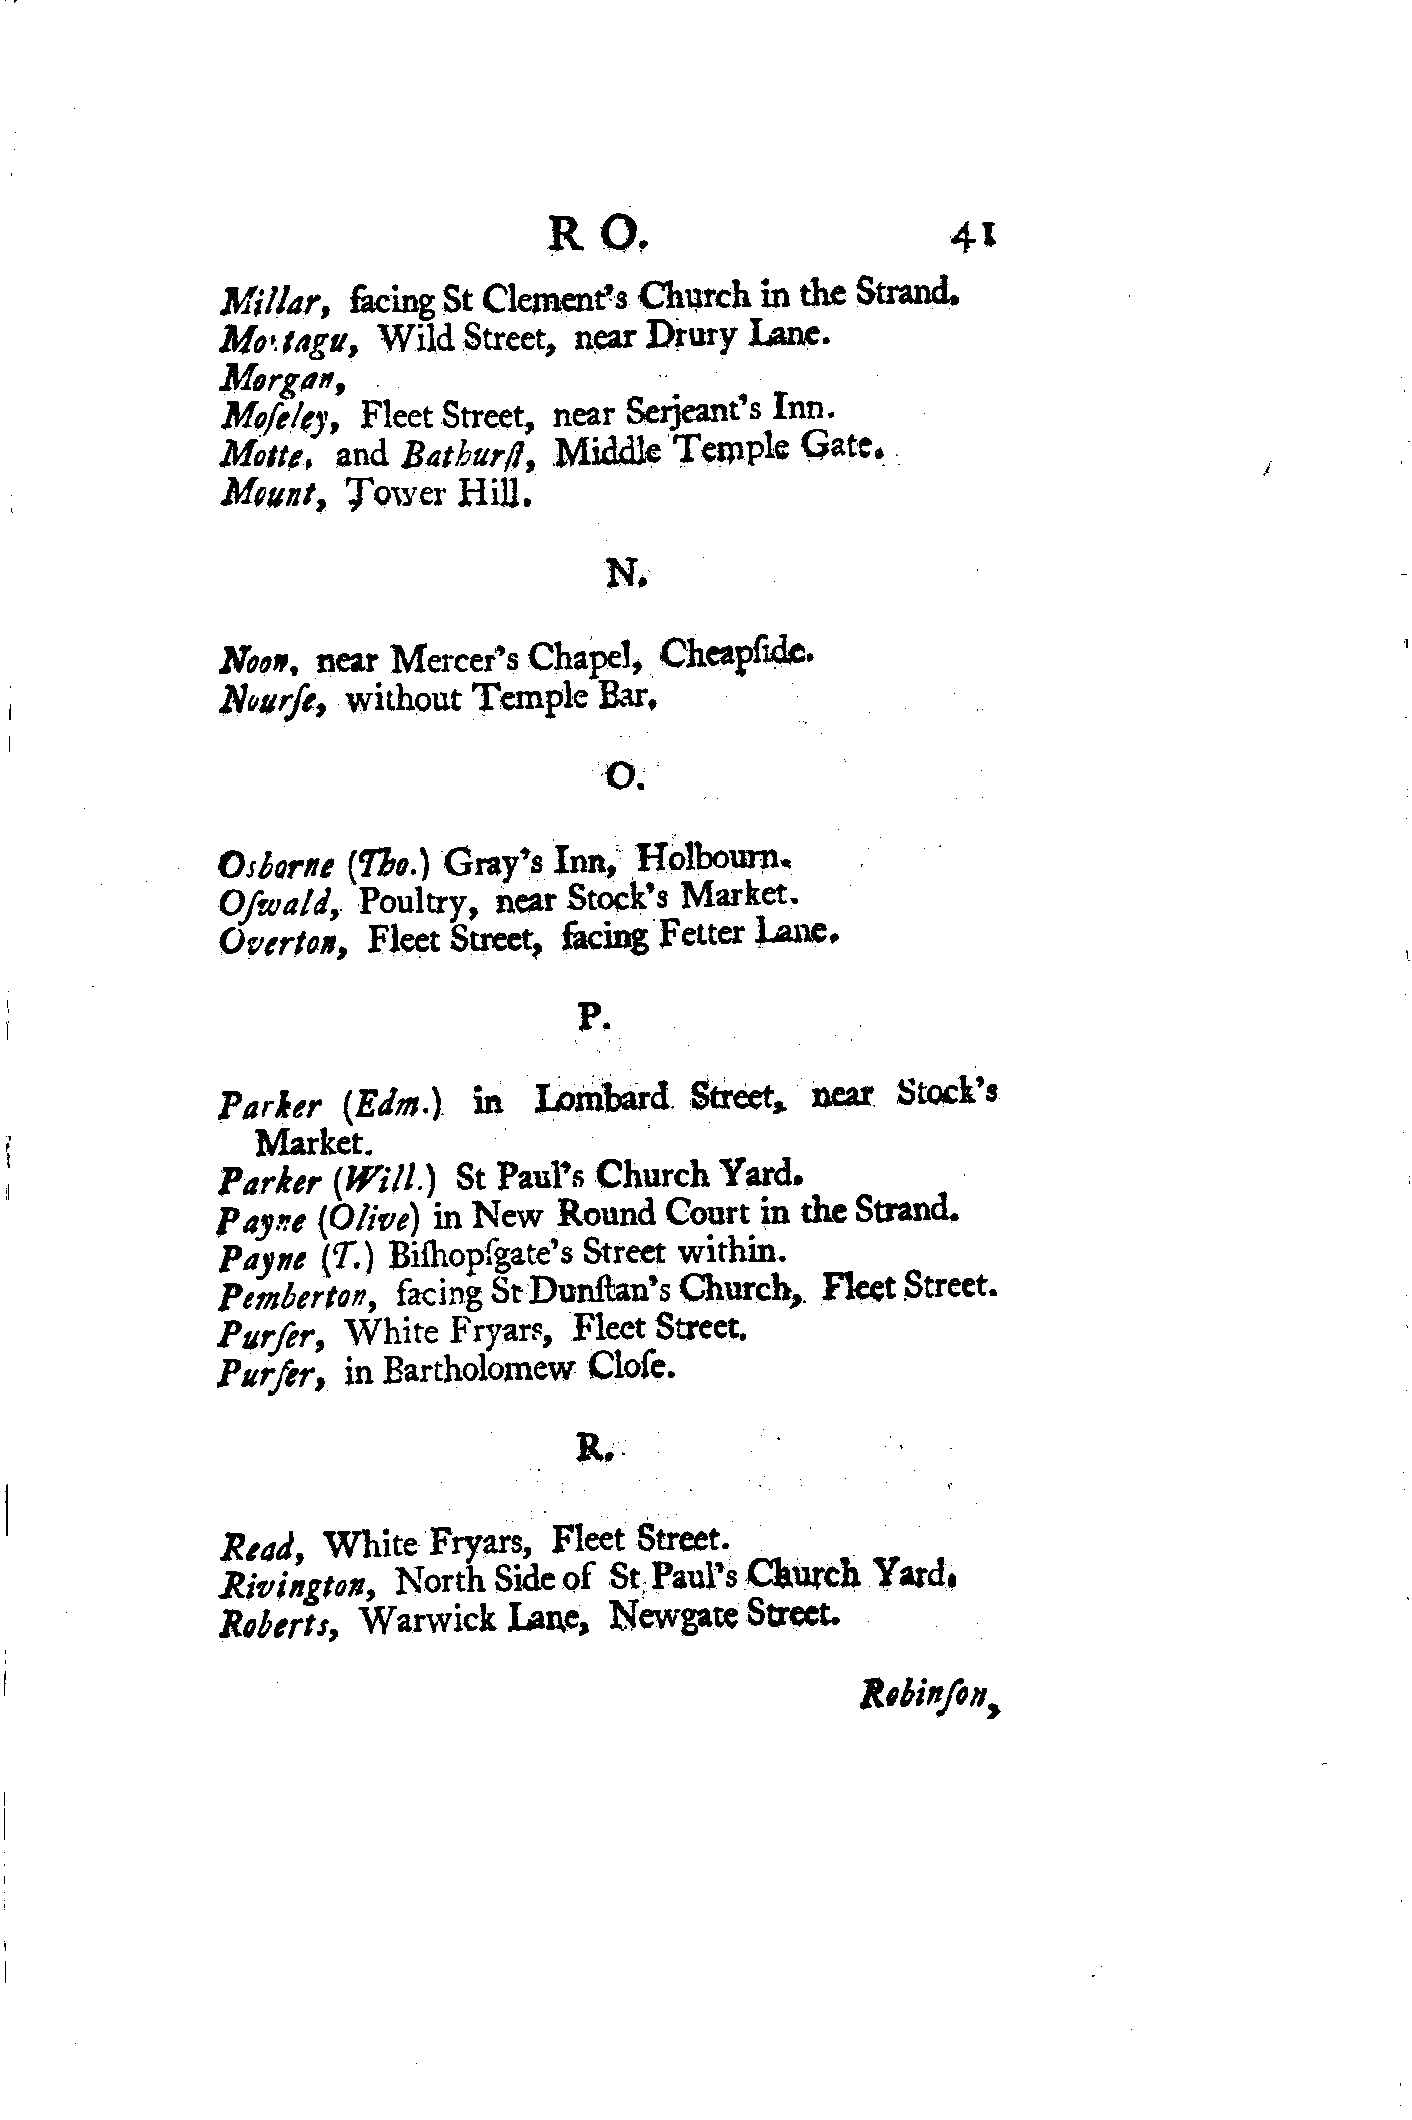 R O. 41
Millar, facing St Clement's Church in the Strand.
Montagu, Wild Street, near Drury Lane.
Morgan,
Moſeley, Fleet Street, near Serjeant's Inn.
Motte, and Bathurſt, Middle Temple Gate.
Mount, Tower Hill.
N.
Noon, near Mercer's Chapel, Cheapſide.
Nourſe, without Temple Bar.
O.
Osborne (Tho.) Gray's Inn, Holbourn.
Oſwald, Poultry, near Stock's Market.
Overton, Fleet Street, facing Fetter Lane.
P.
Parker (Edm.) in Lombard Street, near Stock's
Market.
Parker (Will.) St Paul's Church Yard.
Payne (Olive) in New Round Court in the Strand.
Payne (T.) Biſhopſgate's Street within.
Pemberton, facing St Dunſtan's Church, Fleet Street.
Purſer, White Fryars, Fleet Street.
Purſer, in Bartholomew Cloſe.
R.
Read, White Fryars, Fleet Street.
Rivington, North Side of St Paul's Church Yard.
Roberts, Warwick Lane, Newgate Street.
Robinſon,